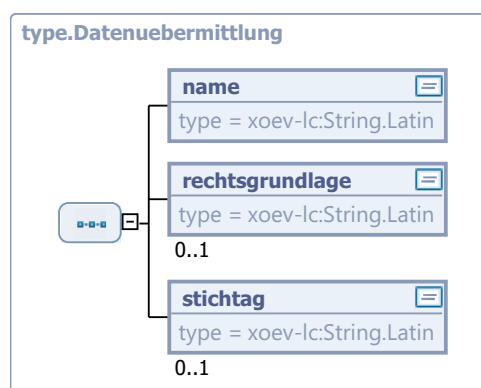 type.Datenuebermittlung
name
type = xoev-lc:String.Latin
rechtsgrundlage
type = xoev-lc:String.Latin
0..1
stichtag
type = xoev-lc:String.Latin
0..1